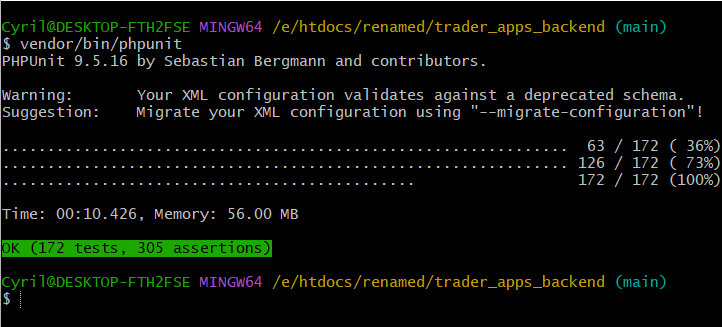 Cyril@DESKTOP-FTH2FSE MINGW64 /e/htdocs/renamed/trader_apps_backend (main)
$ vendor/bin/phpunit
PHPUnit 9.5.16 by Sebastian Bergmann and contributors.
Warning:       Your XML configuration validates against a deprecated schema.
Suggestion:    Migrate your XML configuration using "--migrate-configuration"!
...............................................................  63 / 172 ( 36%)
............................................................... 126 / 172 ( 73%)
..............................................                  172 / 172 (100%)
Time: 00:10.426, Memory: 56.00 MB
OK (172 tests, 305 assertions)
Cyril@DESKTOP-FTH2FSE MINGW64 /e/htdocs/renamed/trader_apps_backend (main)
$